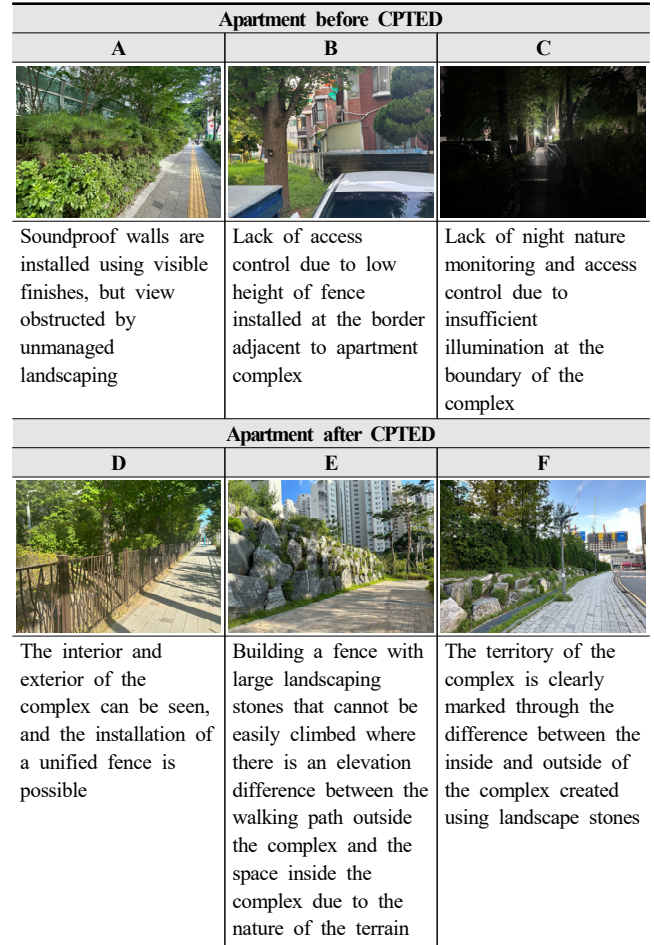 Apartment before CPTED
A
B
C
Soundproof walls are
installed using visible
finishes, but view
obstructed by
unmanaged
landscaping
Lack of access
control due to low
height of fence
installed at the border
adjacent to apartment
complex
Lack of night nature
monitoring and access
control due to
insufficient
illumination at the
boundary of the
complex
Apartment after CPTED
D
E
F
The interior and
exterior of the
complex can be seen,
and the installation of
a unified fence is
possible
Building a fence with
large landscaping
stones that cannot be
easily climbed where
there is an elevation
difference between the
walking path outside
the complex and the
space inside the
complex due to the
nature of the terrain
The territory of the
complex is clearly
marked through the
difference between the
inside and outside of
the complex created
using landscape stones